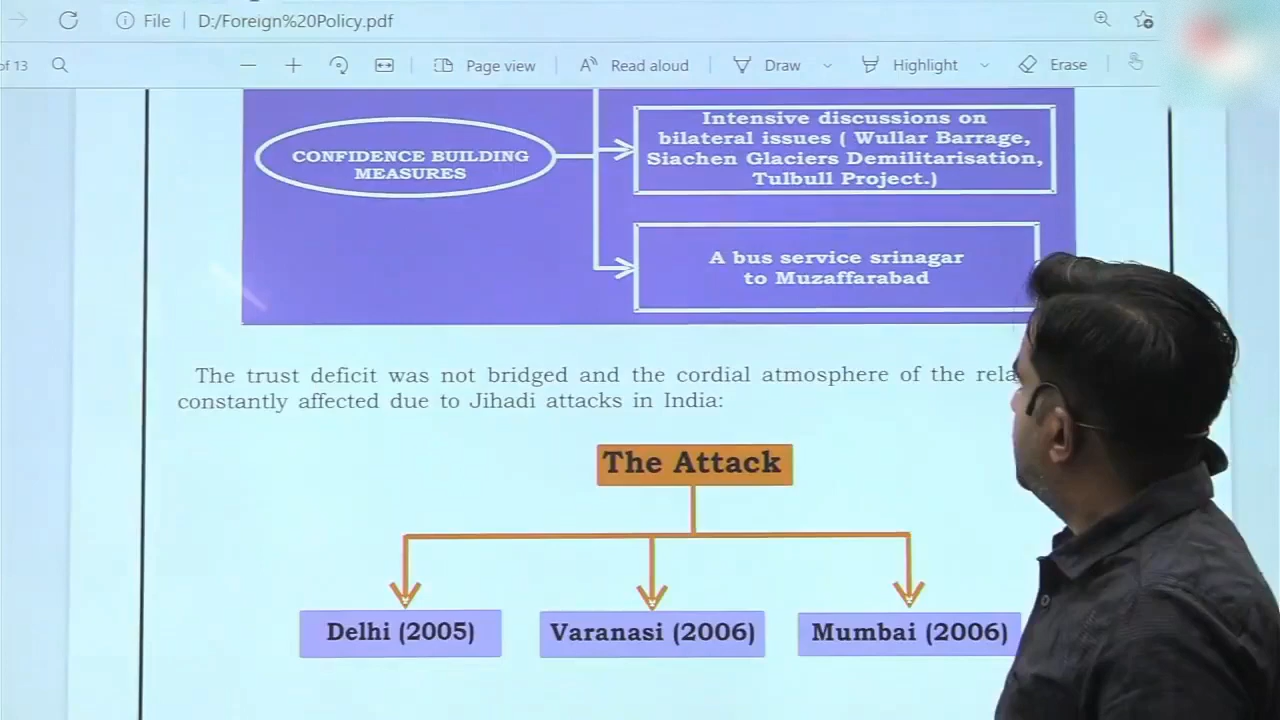 File
D:/Foreign%20Policy.pdf
of 13
Page view
Read aloud
Draw
Highlight
Erase
Intensive discussions on
bilateral issues ( Wullar Barrage,
Siachen Glaciers Demilitarisation,
Tulbull Project.)
CONFIDENCE BUILDING
MEASURES
A bus service srinagar
to Muzaffarabad
The trust deficit was not bridged and the cordial atmosphere of the
constantly affected due to Jihadi attacks in India:
The Attack
Delhi (2005)
Varanasi (2006)
Mumbai (2006)